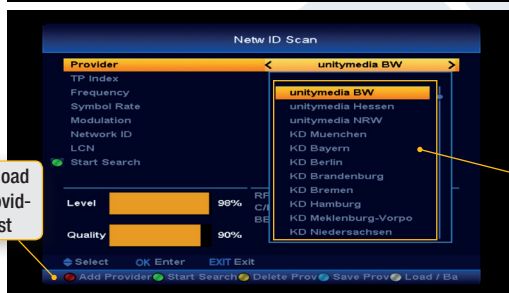 Netw ID Scan
Provider < unitymedia BW >
TP Index
Frequency
Symbol Rate
Modulation
Network ID
LCN
Start Search
unitymedia BW
unitymedia Hessen
unitymedia NRW
KD Muenchen
KD Bayern
KD Berlin
KD Brandenburg
KD Bremen
KD Hamburg
KD Meklenburg-Vorpo
KD Niedersachsen
Level 98% RF
C/
Quality 90% BE
oad
ovid-
st
Select OK Enter EXIT Exit
Add Provider Start Search Delete Prov Save Prov Load / Ba